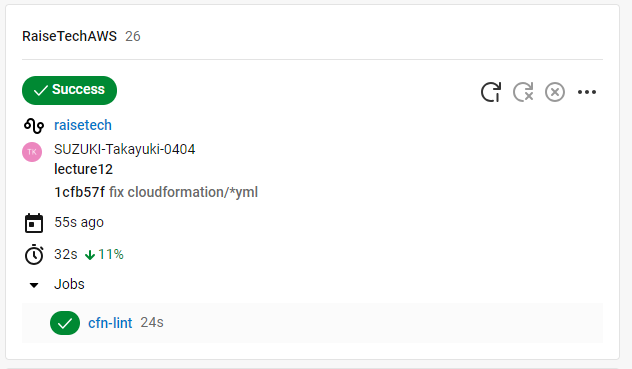 RaiseTechAWS 26
Success
raisetech
TK
SUZUKI-Takayuki-0404
lecture12
1cfb57f fix cloudformation/*yml
55s ago
32s 11%
Jobs
cfn-lint 24s